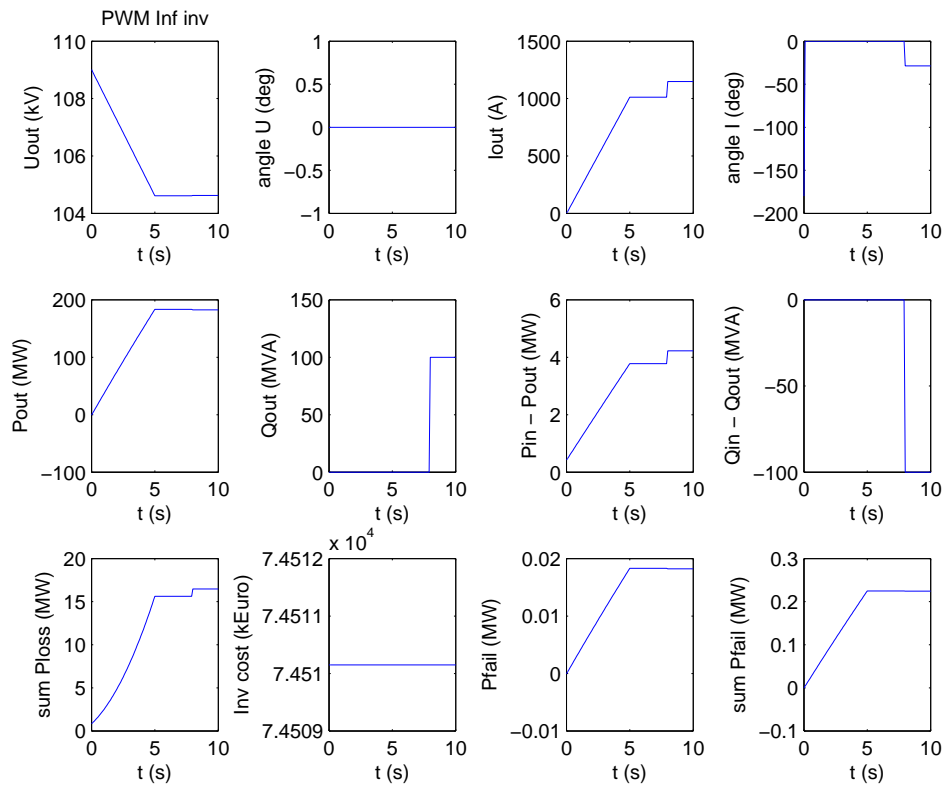 PWM Inf inv
110
108
106
104
Uout (kV)
0 5 10
t (s)
1
0.5
0
−0.5
−1
angle U (deg)
0 5 10
t (s)
1500
1000
500
0
Iout (A)
0 5 10
t (s)
0
−50
−100
−150
−200
angle I (deg)
0 5 10
t (s)
200
100
0
−100
Pout (MW)
0 5 10
t (s)
150
100
50
0
Qout (MVA)
0 5 10
t (s)
6
4
2
0
Pin − Pout (MW)
0 5 10
t (s)
0
−50
−100
Qin − Qout (MVA)
0 5 10
t (s)
20
15
10
5
0
sum Ploss (MW)
0 5 10
t (s)
x 10^4
7.4512
7.4511
7.451
7.4509
Inv cost (kEuro)
0 5 10
t (s)
0.02
0.01
0
−0.01
Pfail (MW)
0 5 10
t (s)
0.3
0.2
0.1
0
−0.1
sum Pfail (MW)
0 5 10
t (s)